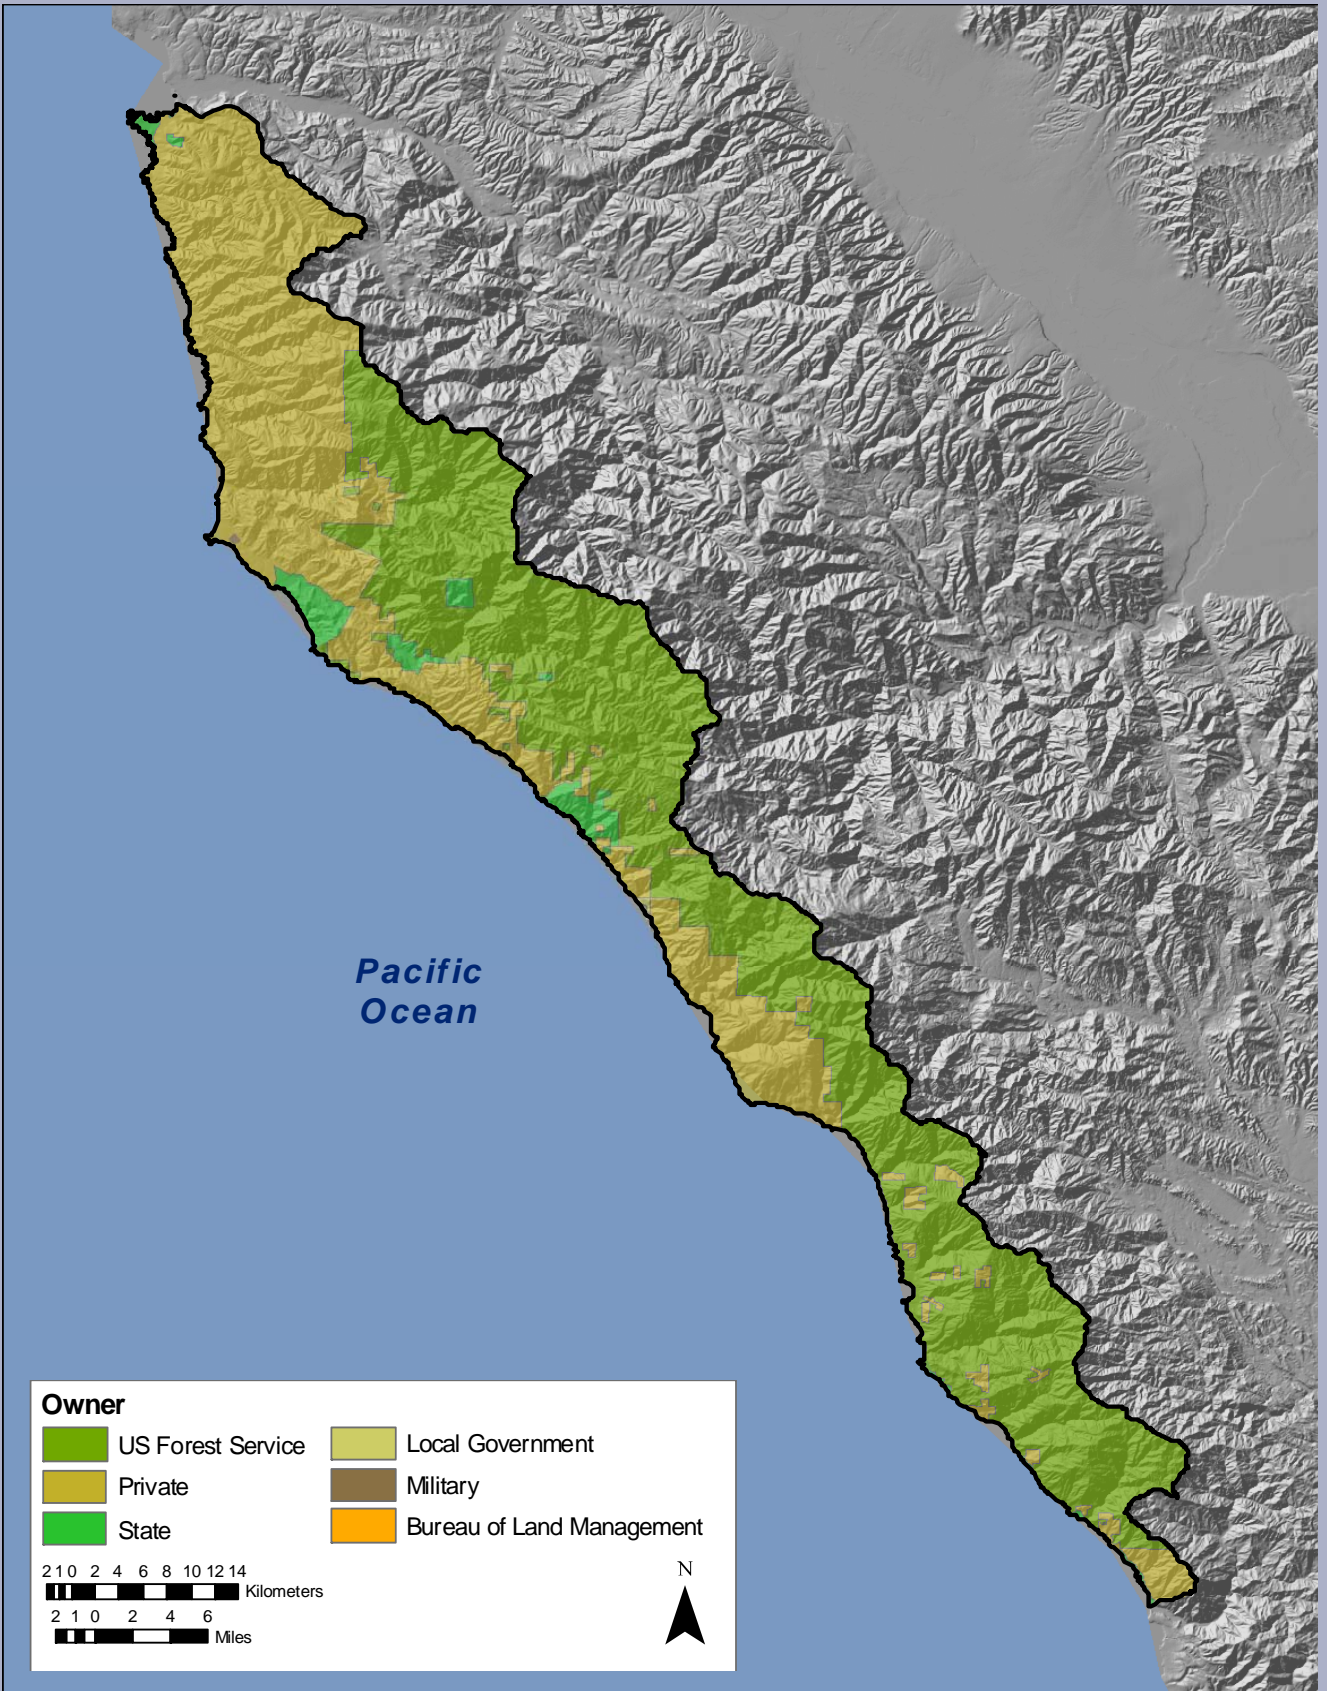 Pacific
Ocean
Owner
US Forest Service
Private
State
Local Government
Military
Bureau of Land Management
2 1 0 2 4 6 8 10 12 14
Kilometers
2 1 0 2 4 6
Miles
N